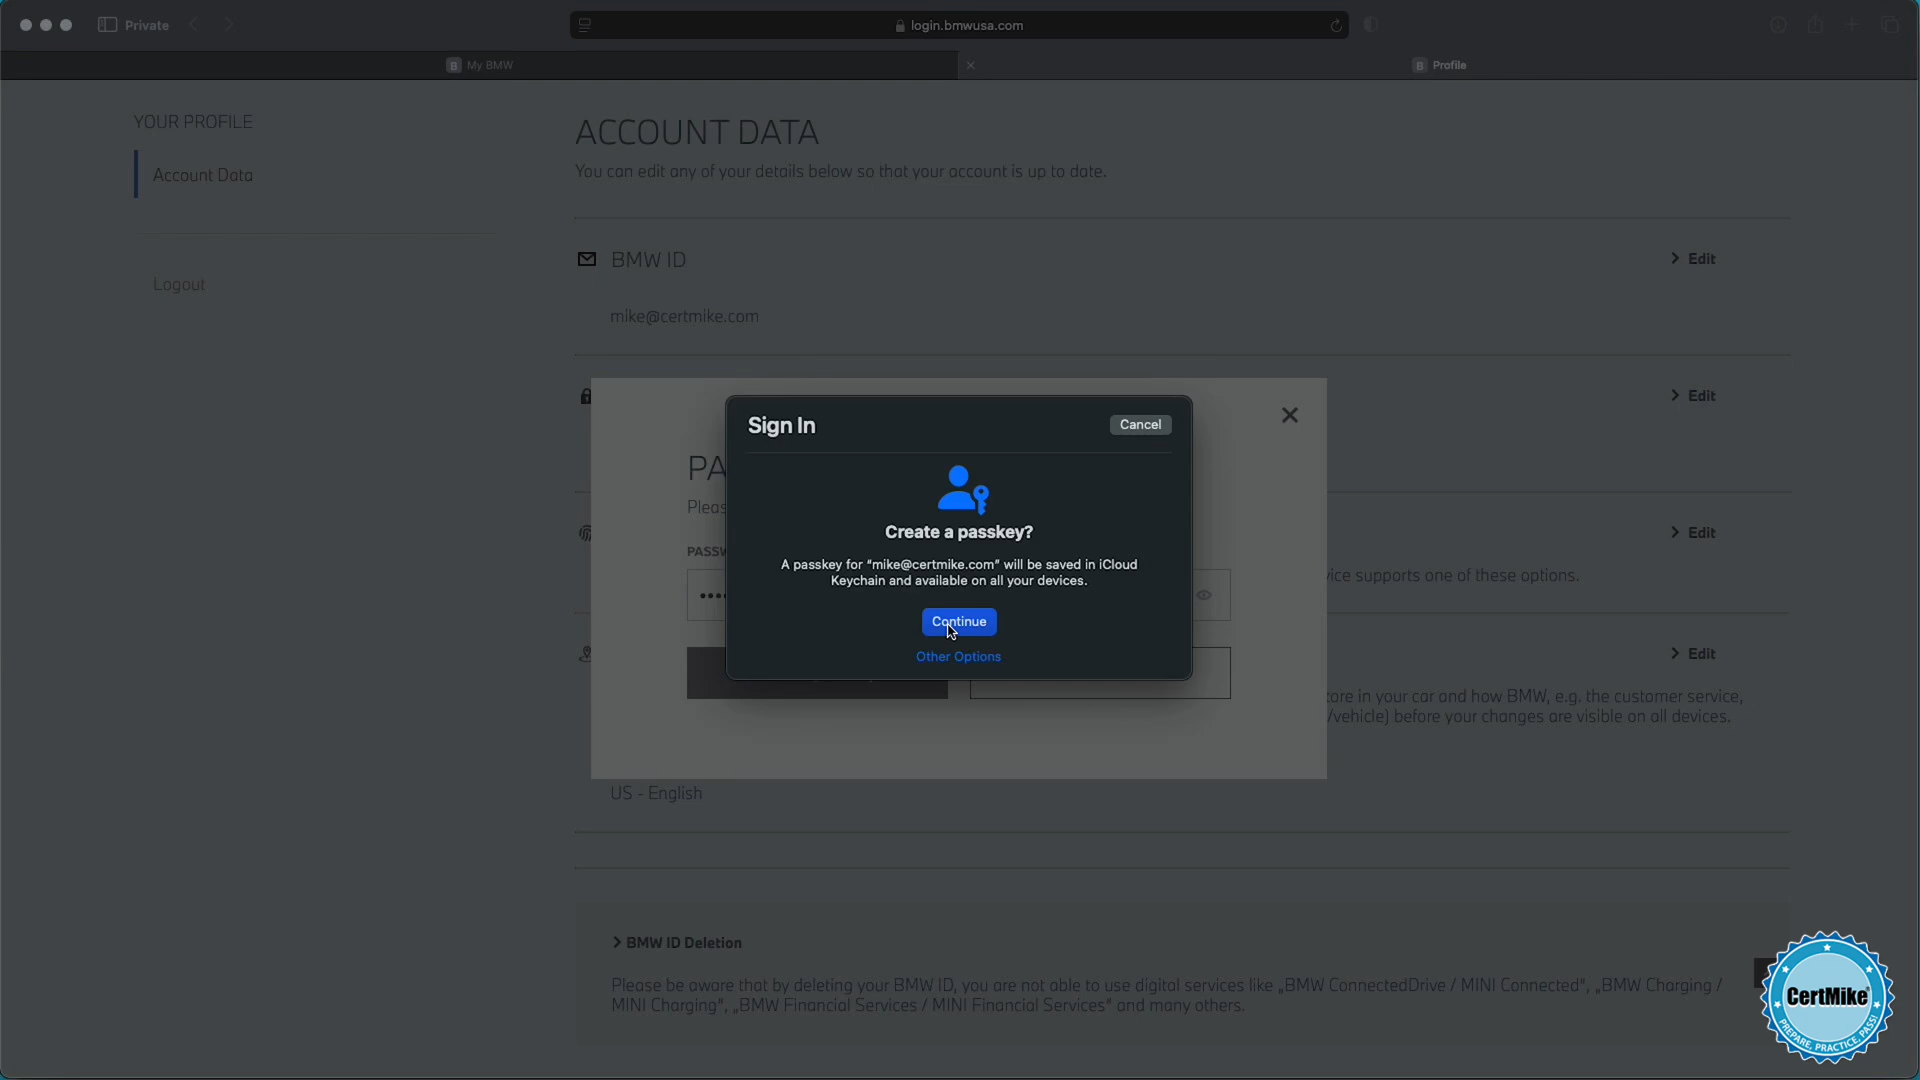 Private
login.bmwusa.com
B My BMW
B Profile
YOUR PROFILE
Account Data
Logout
ACCOUNT DATA
You can edit any of your details below so that your account is up to date.
BMW ID
Edit
mike@certmike.com
Edit
Sign In
Cancel
PA
Pleas
Create a passkey?
Edit
PASSW
A passkey for "mike@certmike.com" will be saved in iCloud
Keychain and available on all your devices.
vice supports one of these options.
Continue
Other Options
Edit
tore in your car and how BMW, e.g. the customer service,
/vehicle) before your changes are visible on all devices.
US - English
BMW ID Deletion
Please be aware that by deleting your BMW ID, you are not able to use digital services like „BMW ConnectedDrive / MINI Connected", „BMW Charging /
MINI Charging", „BMW Financial Services / MINI Financial Services" and many others.
CertMike®
PREPARE, PRACTICE, PASS!